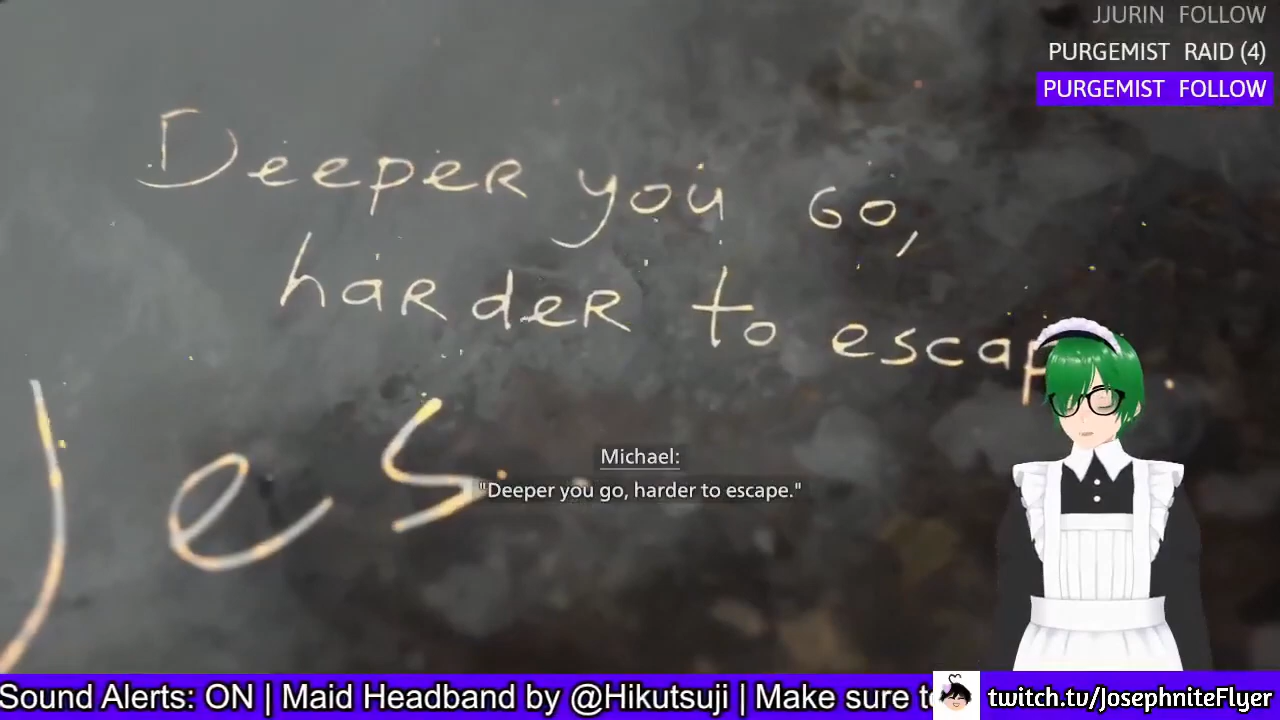 JJURIN FOLLOW
PURGEMIST RAID (4)
PURGEMIST FOLLOW
Deeper you go,
harder to
Yes.
Michael:
"Deeper you go, harder to escape."
Sound Alerts: ON | Maid Headband by @Hikutsuji | Make sure
twitch.tv/JosephniteFlyer